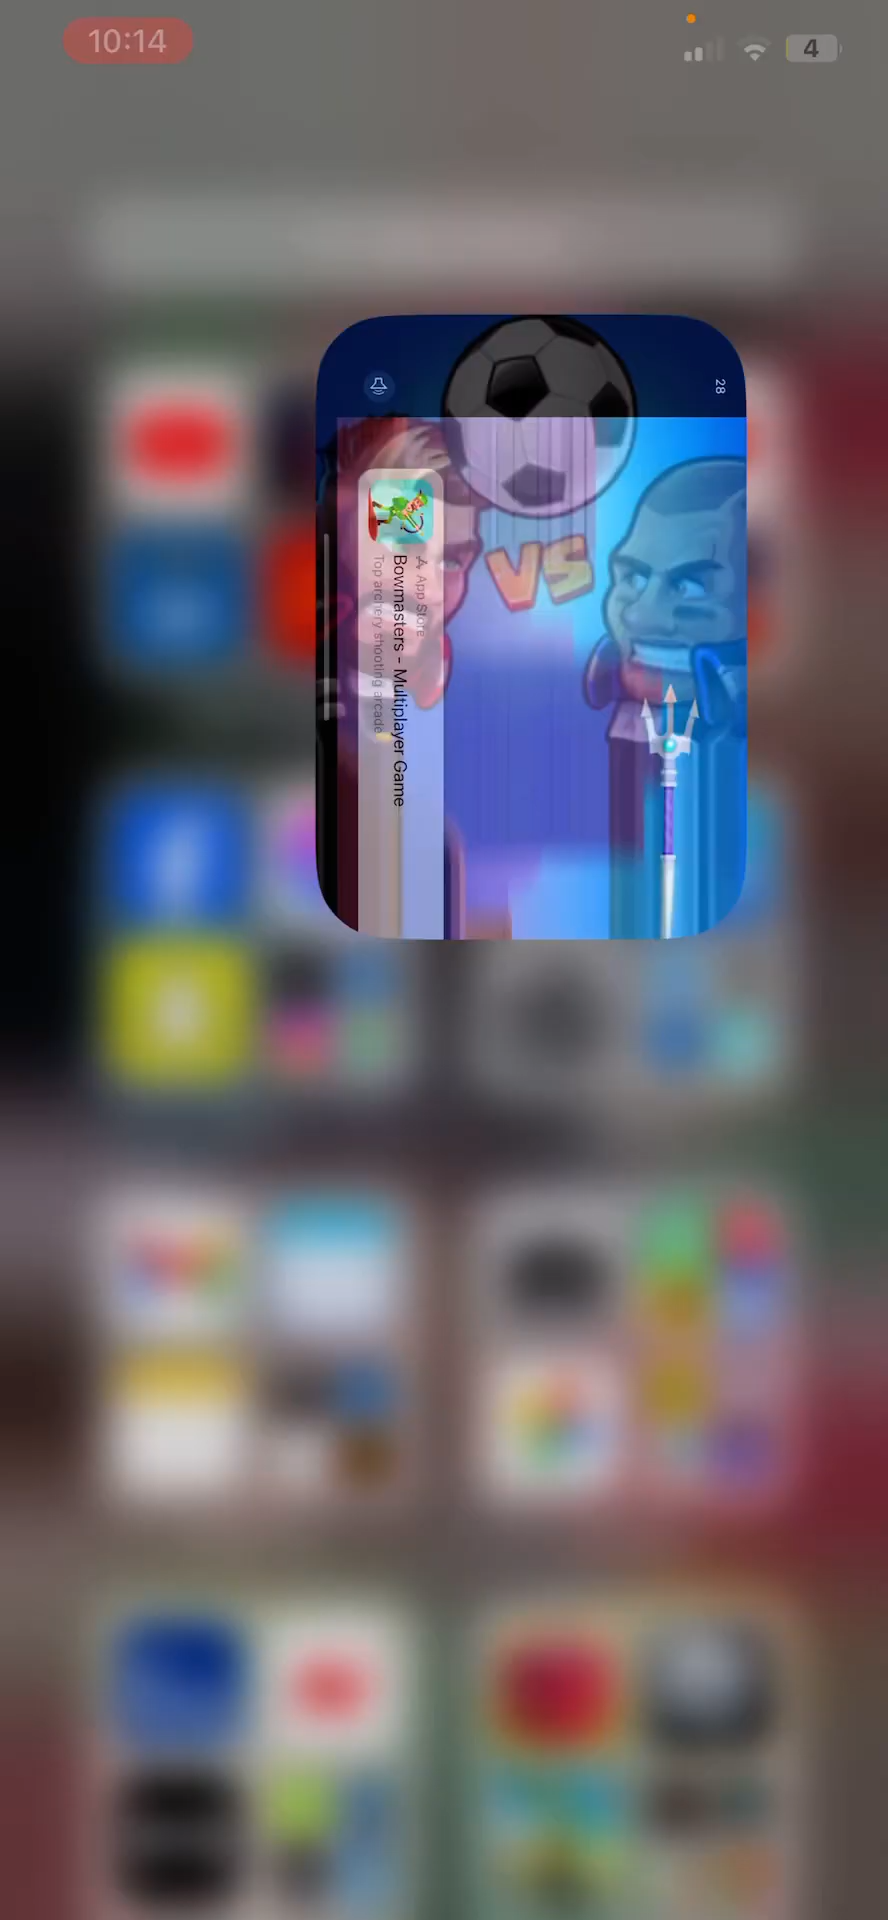 10:14
4
28
VS
App Store
Bowmasters - Multiplayer Game
Top archery shooting arcade